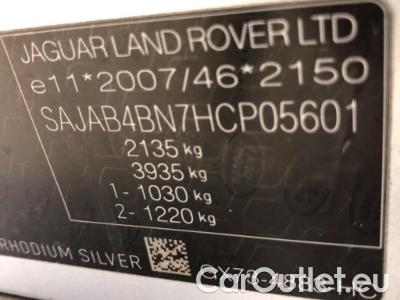 JAGUAR LAND ROVER LTD
e11*2007/46*2150
SAJAB4BN7HCP05601
2135 kg
3935 kg
1- 1030 kg
2- 1220 kg
RHODIUM SILVER
CarOutlet.eu